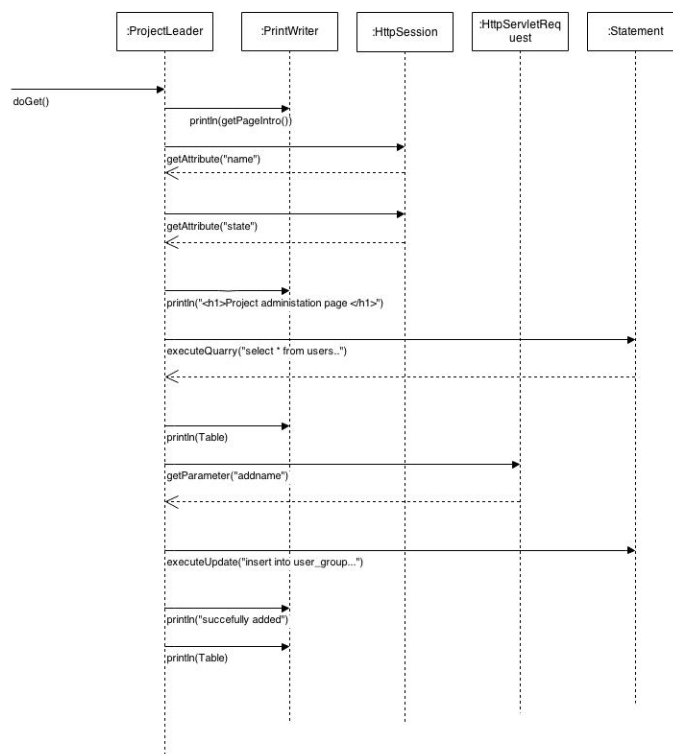 :ProjectLeader
:PrintWriter
:HttpSession
:HttpServletReq
uest
:Statement
doGet()
println(getPageIntro())
getAttribute("name")
getAttribute("state")
println("<h1>Project administation page </h1>")
executeQuarry("select * from users..")
println(Table)
getParameter("addname")
executeUpdate("insert into user_group...")
println("succefully added")
println(Table)